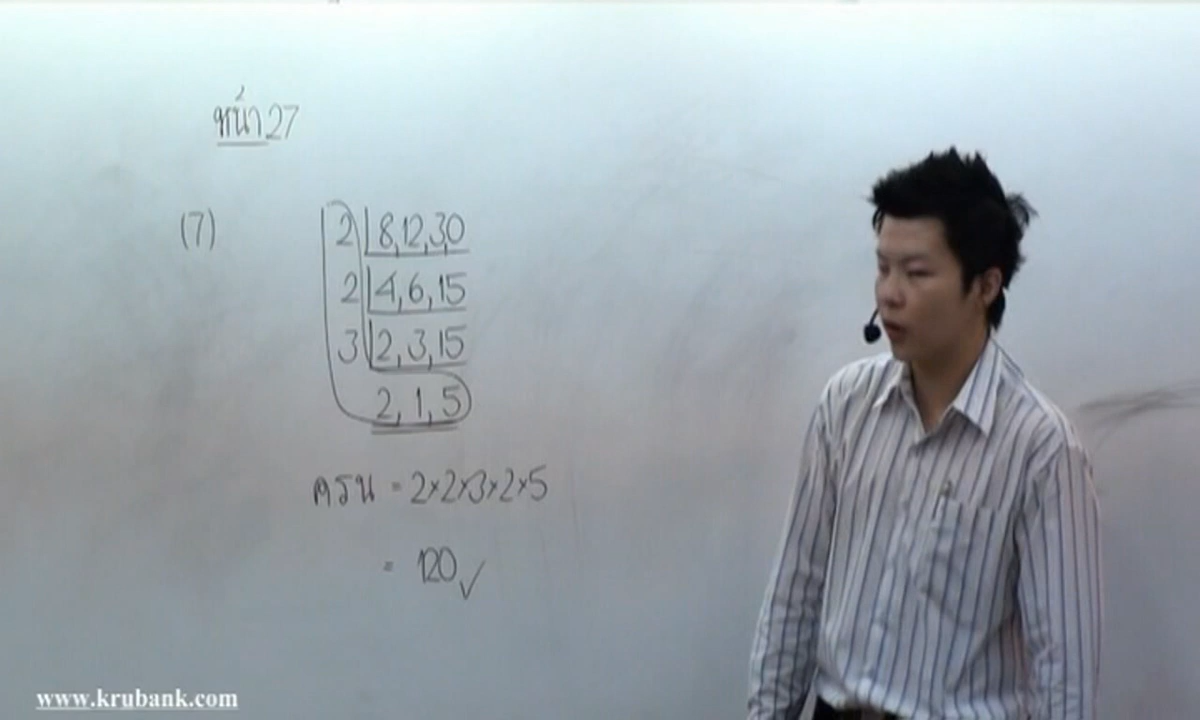 หน้า 27
(7) 2 8,12,30
2 4,6,15
3 2,3,15
2,1,5
ครน = 2×2×3×2×5
= 120 ✓
www.krubank.com